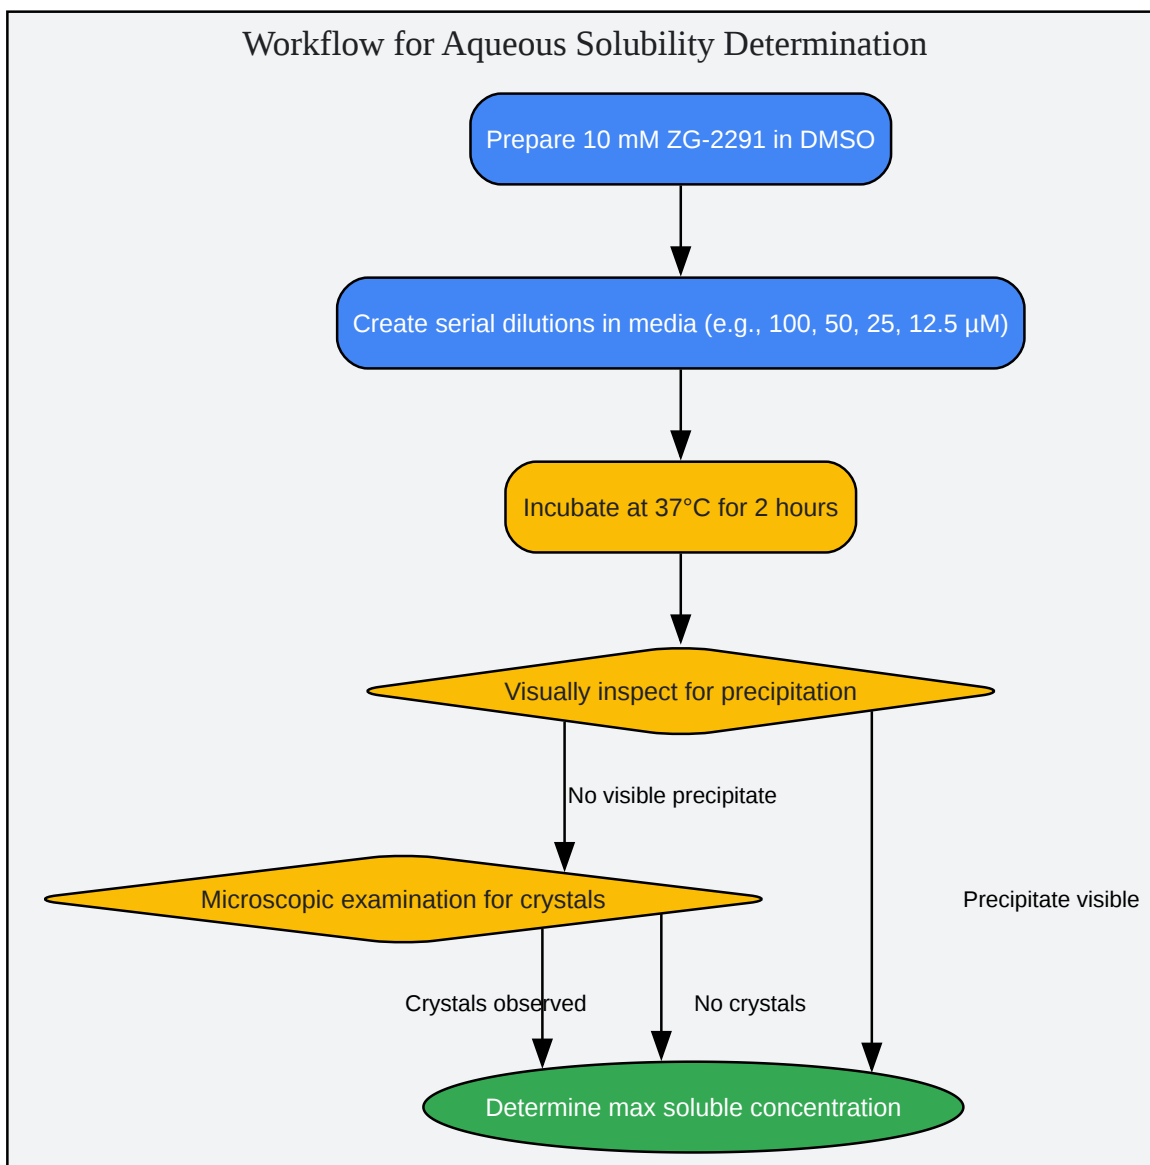 Workflow for Aqueous Solubility Determination
Prepare 10 mM ZG-2291 in DMSO
Create serial dilutions in media (e.g., 100, 50, 25, 12.5 µM)
Incubate at 37°C for 2 hours
Visually inspect for precipitation
No visible precipitate
Microscopic examination for crystals
Precipitate visible
Crystals observed
No crystals
Determine max soluble concentration